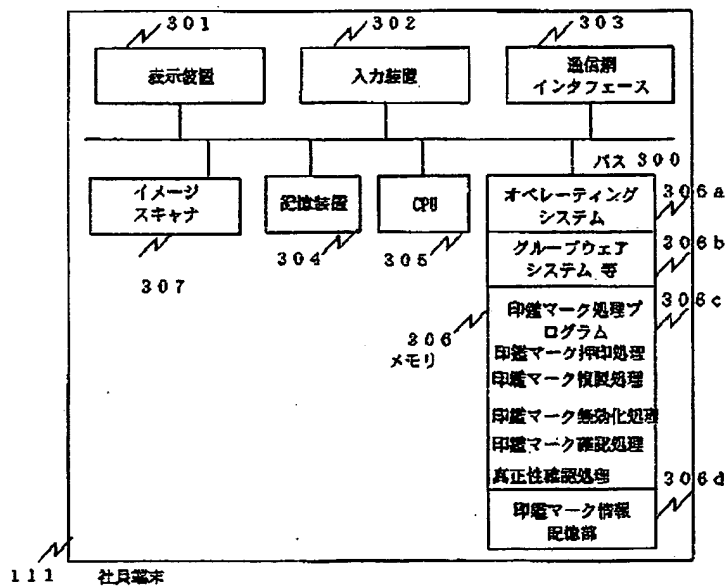 301
302
303
表示装置
入力装置
通信網
インタフェース
バス 300
イメージ
スキャナ
記憶装置
CPU
オペレーティング
システム
306a
グループウェア
システム 等
306b
304
305
307
306
メモリ
印鑑マーク処理プ
ログラム
306c
印鑑マーク押印処理
印鑑マーク複製処理
印鑑マーク無効化処理
印鑑マーク確認処理
真正性確認処理
306d
印鑑マーク情報
記憶部
111
社員端末